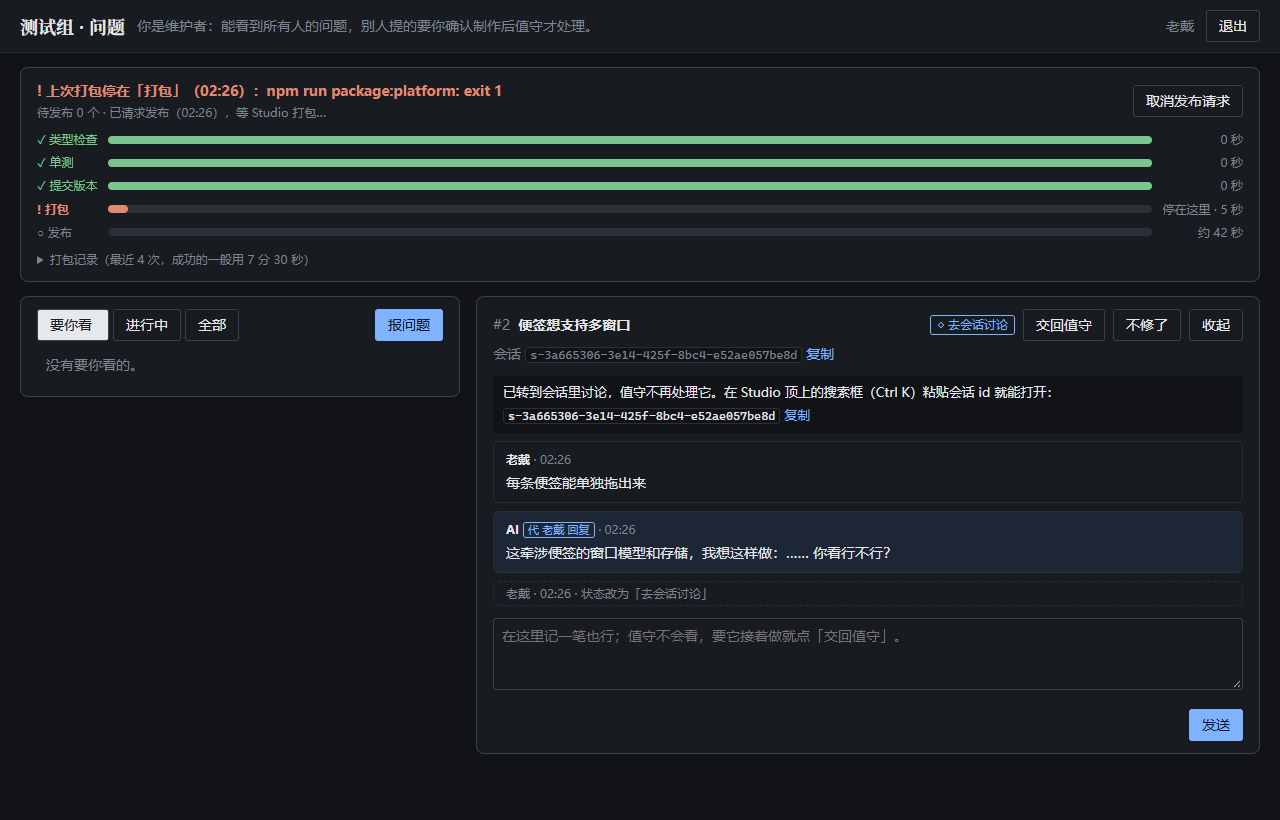 测试组 · 问题 你是维护者：能看到所有人的问题，别人提的要你确认制作后值守才处理。 老戴 退出
! 上次打包停在「打包」（02:26）：npm run package:platform: exit 1
待发布 0 个 · 已请求发布（02:26），等 Studio 打包... 取消发布请求
✓ 类型检查 0 秒
✓ 单测 0 秒
✓ 提交版本 0 秒
! 打包 停在这里 · 5 秒
○ 发布 约 42 秒
▶ 打包记录（最近 4 次，成功的一般用 7 分 30 秒）
要你看 进行中 全部 报问题
没有要你看的。
#2 便签想支持多窗口 ⋄ 去会话讨论 交回值守 不修了 收起
会话 s-3a665306-3e14-425f-8bc4-e52ae057be8d 复制
已转到会话里讨论，值守不再处理它。在 Studio 顶上的搜索框（Ctrl K）粘贴会话 id 就能打开：
s-3a665306-3e14-425f-8bc4-e52ae057be8d 复制
老戴 · 02:26
每条便签能单独拖出来
AI 代 老戴 回复 · 02:26
这牵涉便签的窗口模型和存储，我想这样做：…… 你看行不行？
老戴 · 02:26 · 状态改为「去会话讨论」
在这里记一笔也行；值守不会看，要它接着做就点「交回值守」。
发送